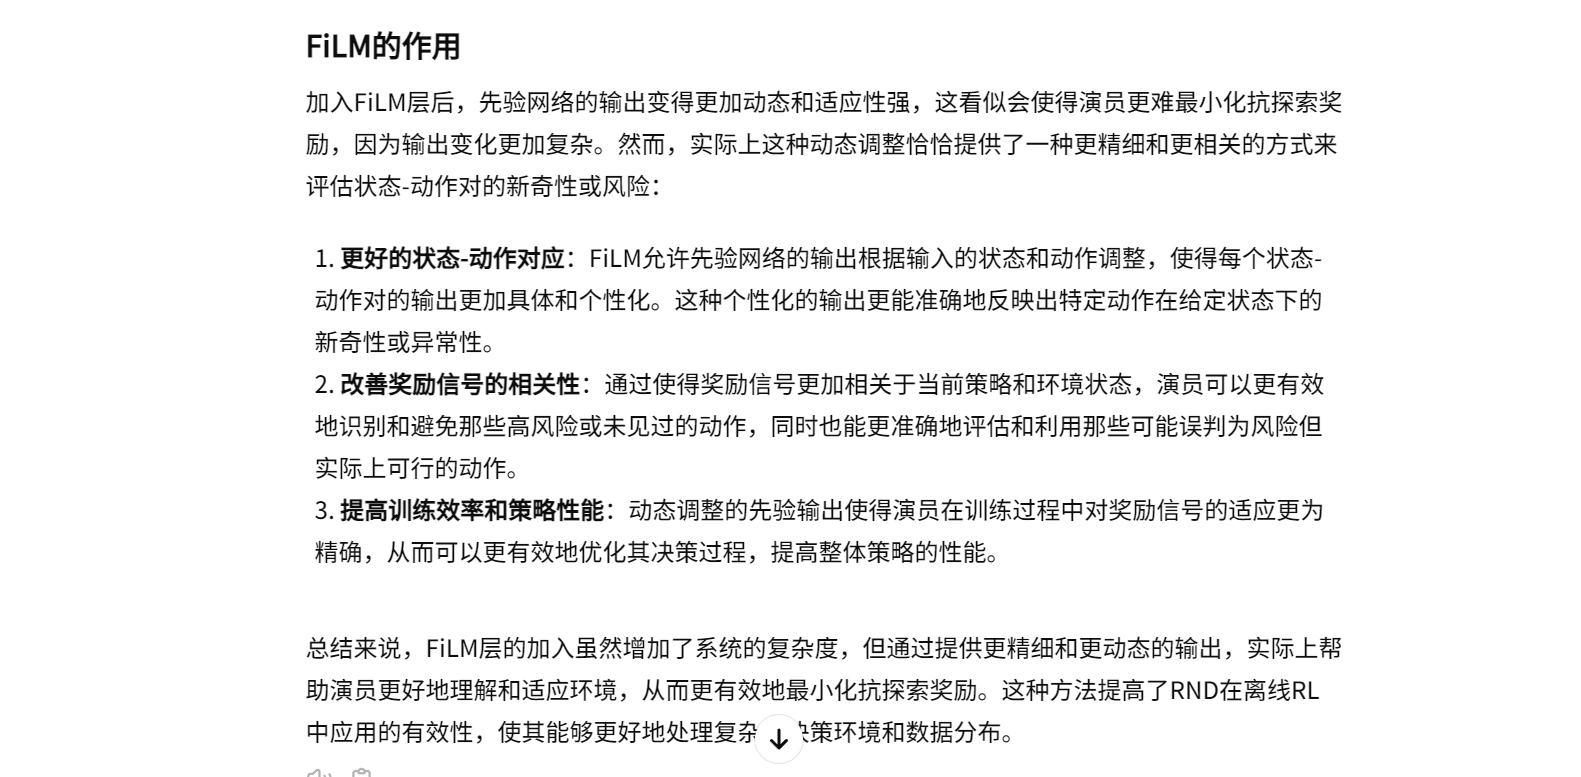 FiLM的作用
加入FiLM层后，先验网络的输出变得更加动态和适应性强，这看似会使得演员更难最小化抗探索奖
励，因为输出变化更加复杂。然而，实际上这种动态调整恰恰提供了一种更精细和更相关的方式来
评估状态-动作对的新奇性或风险：
1. 更好的状态-动作对应：FiLM允许先验网络的输出根据输入的状态和动作调整，使得每个状态-
动作对的输出更加具体和个性化。这种个性化的输出更能准确地反映出特定动作在给定状态下的
新奇性或异常性。
2. 改善奖励信号的相关性：通过使得奖励信号更加相关于当前策略和环境状态，演员可以更有效
地识别和避免那些高风险或未见过的动作，同时也能更准确地评估和利用那些可能误判为风险但
实际上可行的动作。
3. 提高训练效率和策略性能：动态调整的先验输出使得演员在训练过程中对奖励信号的适应更为
精确，从而可以更有效地优化其决策过程，提高整体策略的性能。
总结来说，FiLM层的加入虽然增加了系统的复杂度，但通过提供更精细和更动态的输出，实际上帮
助演员更好地理解和适应环境，从而更有效地最小化抗探索奖励。这种方法提高了RND在离线RL
中应用的有效性，使其能够更好地处理复杂 策环境和数据分布。